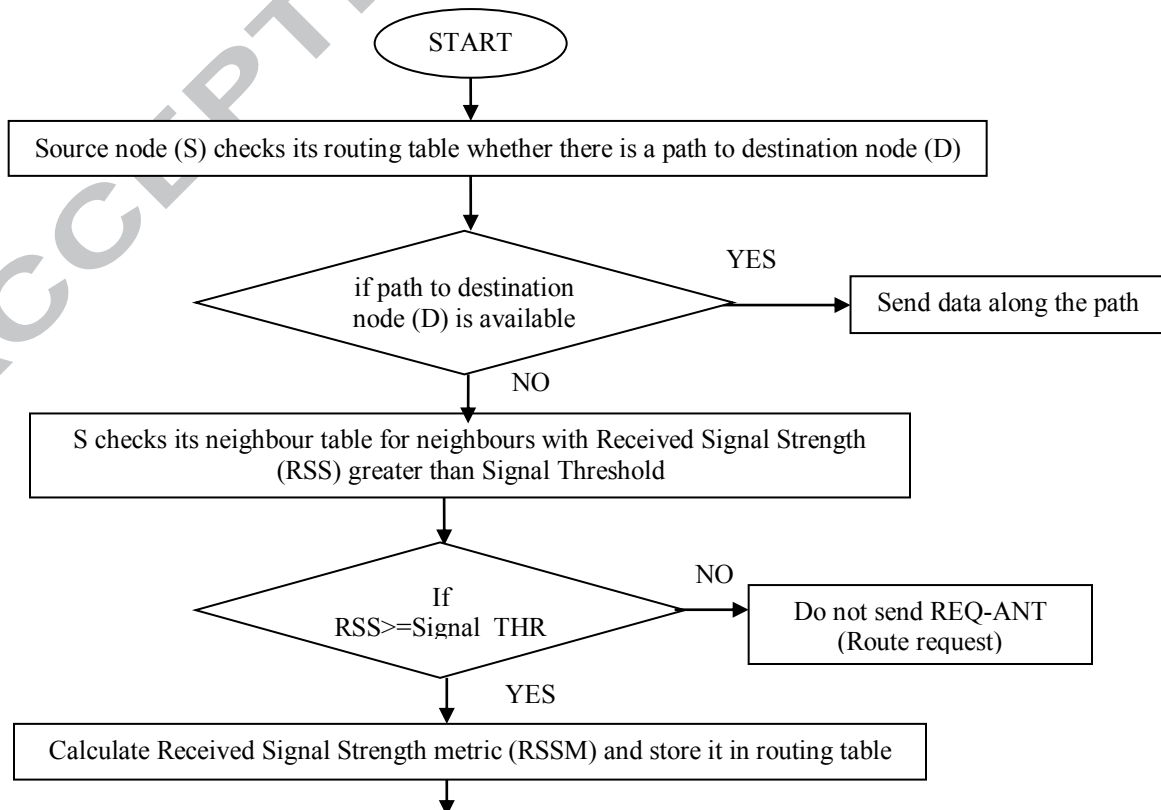 START
Source node (S) checks its routing table whether there is a path to destination node (D)
if path to destination
node (D) is available
YES
Send data along the path
NO
S checks its neighbour table for neighbours with Received Signal Strength
(RSS) greater than Signal Threshold
If
RSS>=Signal_THR
NO
Do not send REQ-ANT
(Route request)
YES
Calculate Received Signal Strength metric (RSSM) and store it in routing table